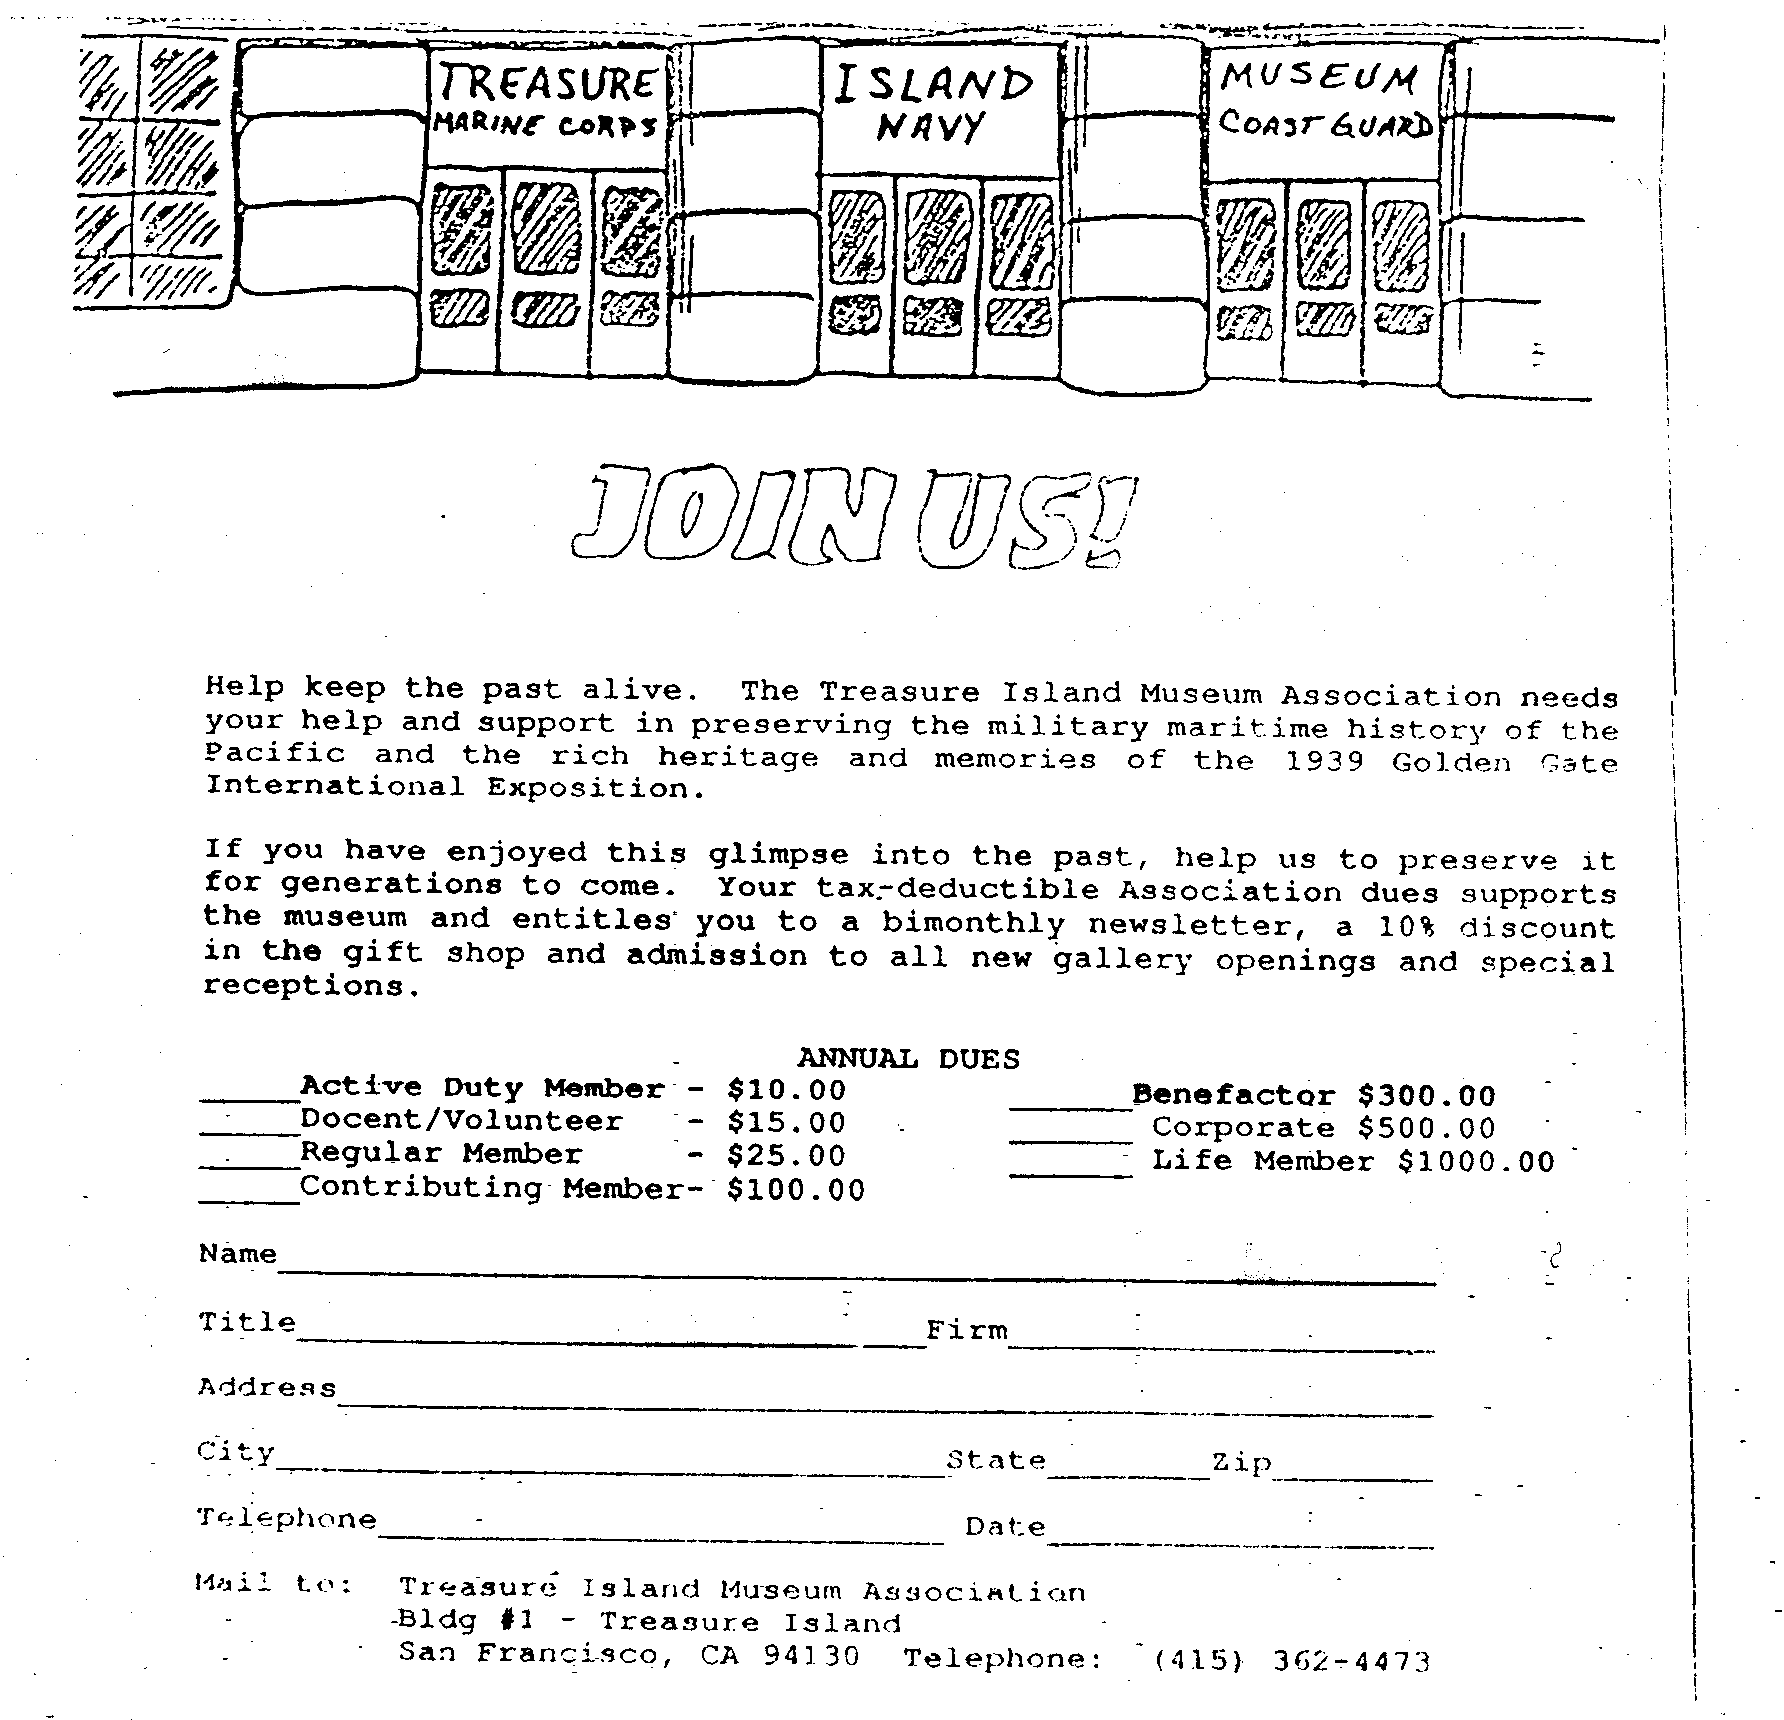 TREASURE ISLAND MUSEUM
MARINE CORPS NAVY COAST GUARD
JOIN US!
Help keep the past alive. The Treasure Island Museum Association needs
your help and support in preserving the military maritime history of the
Pacific and the rich heritage and memories of the 1939 Golden Gate
International Exposition.
If you have enjoyed this glimpse into the past, help us to preserve it
for generations to come. Your tax-deductible Association dues supports
the museum and entitles you to a bimonthly newsletter, a 10% discount
in the gift shop and admission to all new gallery openings and special
receptions.
ANNUAL DUES
_____Active Duty Member - $10.00 ______Benefactor $300.00
_____Docent/Volunteer - $15.00 ______ Corporate $500.00
_____Regular Member - $25.00 ______ Life Member $1000.00
_____Contributing Member- $100.00
Name
Title Firm
Address
City State Zip
Telephone Date
Mail to: Treasure Island Museum Association
Bldg #1 - Treasure Island
San Francisco, CA 94130 Telephone: (415) 362-4473